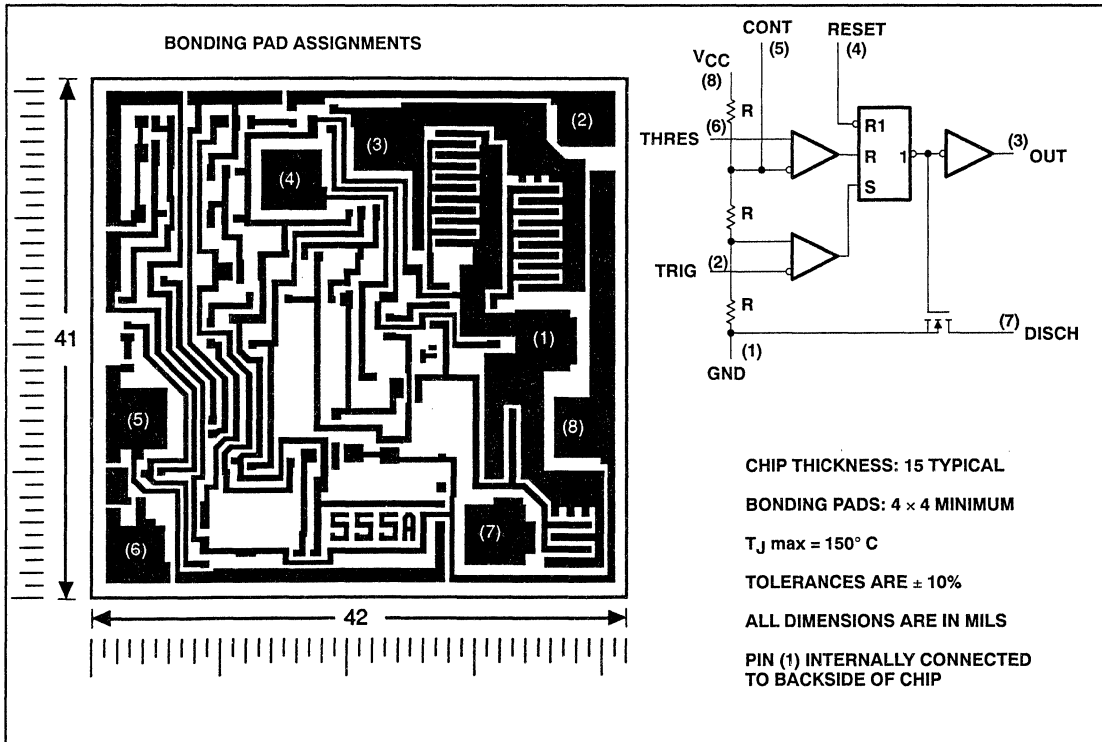 BONDING PAD ASSIGNMENTS
(2)
(3)
(4)
(1)
(5)
(8)
(7)
(6)
555A
41
42
CONT
(5)
RESET
(4)
VCC
(8)
R
THRES
(6)
R1
R
S
1
(3)
OUT
R
TRIG
(2)
R
(1)
GND
(7)
DISCH
CHIP THICKNESS: 15 TYPICAL
BONDING PADS: 4 × 4 MINIMUM
TJ max = 150° C
TOLERANCES ARE ± 10%
ALL DIMENSIONS ARE IN MILS
PIN (1) INTERNALLY CONNECTED
TO BACKSIDE OF CHIP